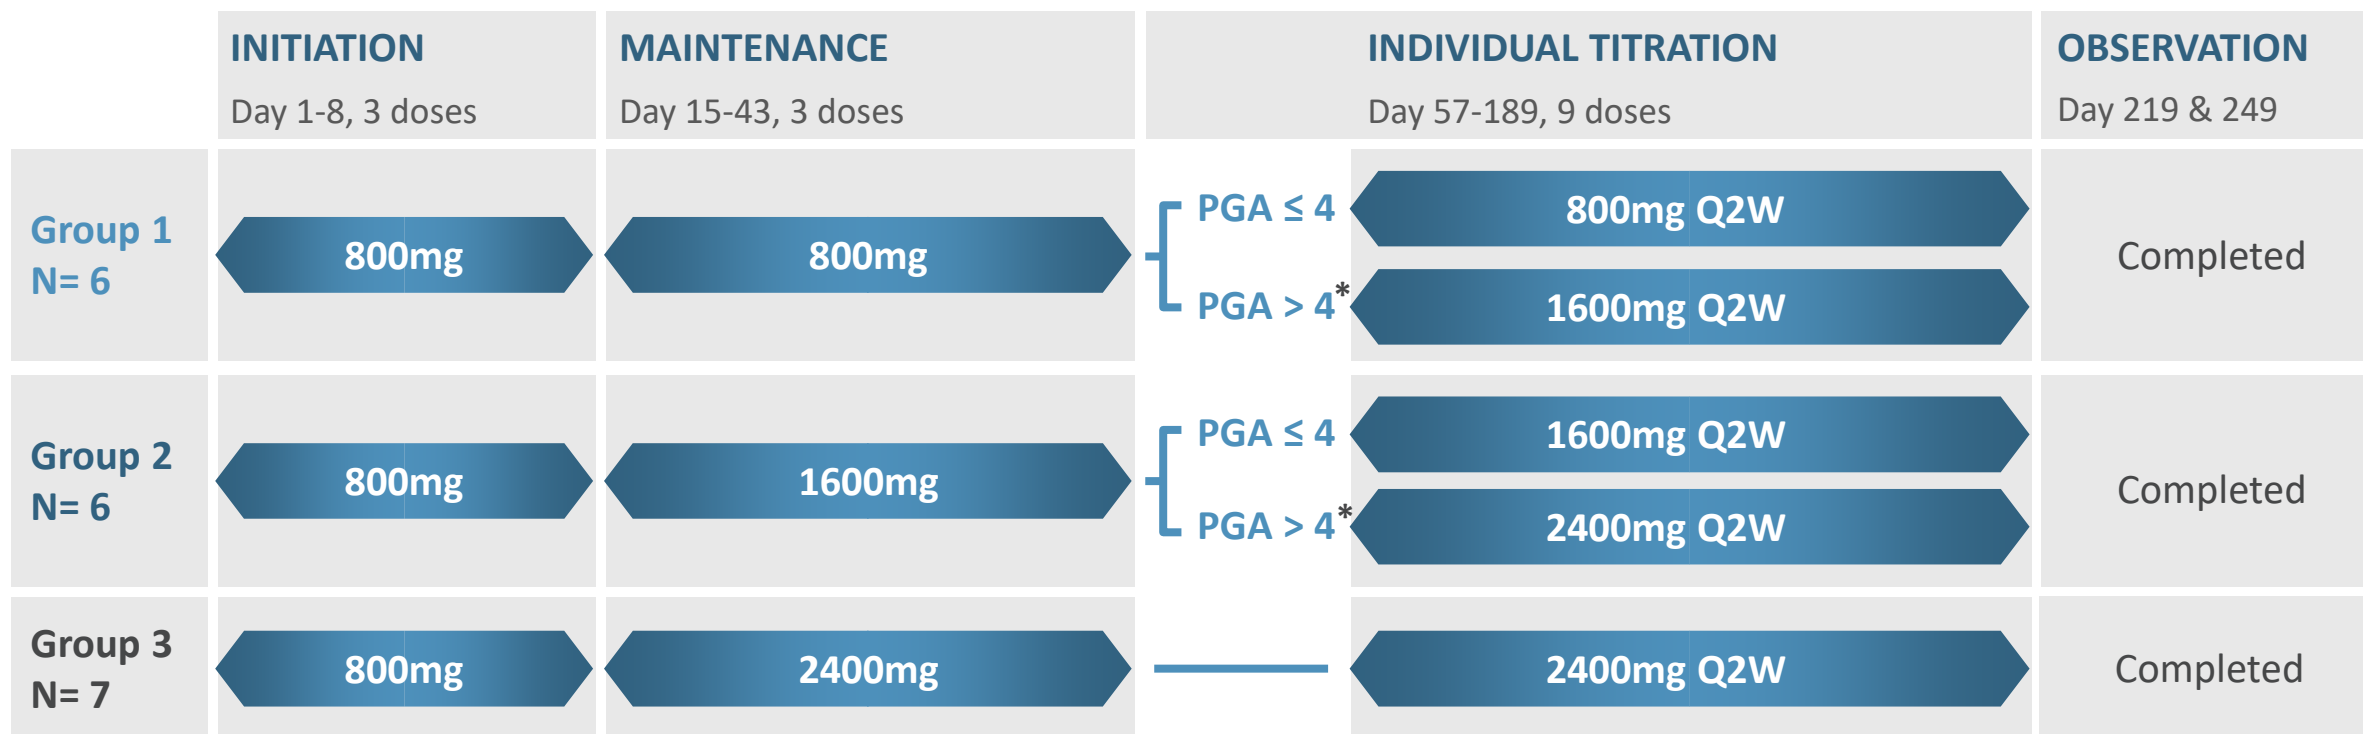 INITIATION
Day 1-8, 3 doses
MAINTENANCE
Day 15-43, 3 doses
INDIVIDUAL TITRATION
Day 57-189, 9 doses
OBSERVATION
Day 219 & 249
Group 1
N= 6
800mg
800mg
PGA ≤ 4
800mg Q2W
PGA > 4*
1600mg Q2W
Completed
Group 2
N= 6
800mg
1600mg
PGA ≤ 4
1600mg Q2W
PGA > 4*
2400mg Q2W
Completed
Group 3
N= 7
800mg
2400mg
2400mg Q2W
Completed